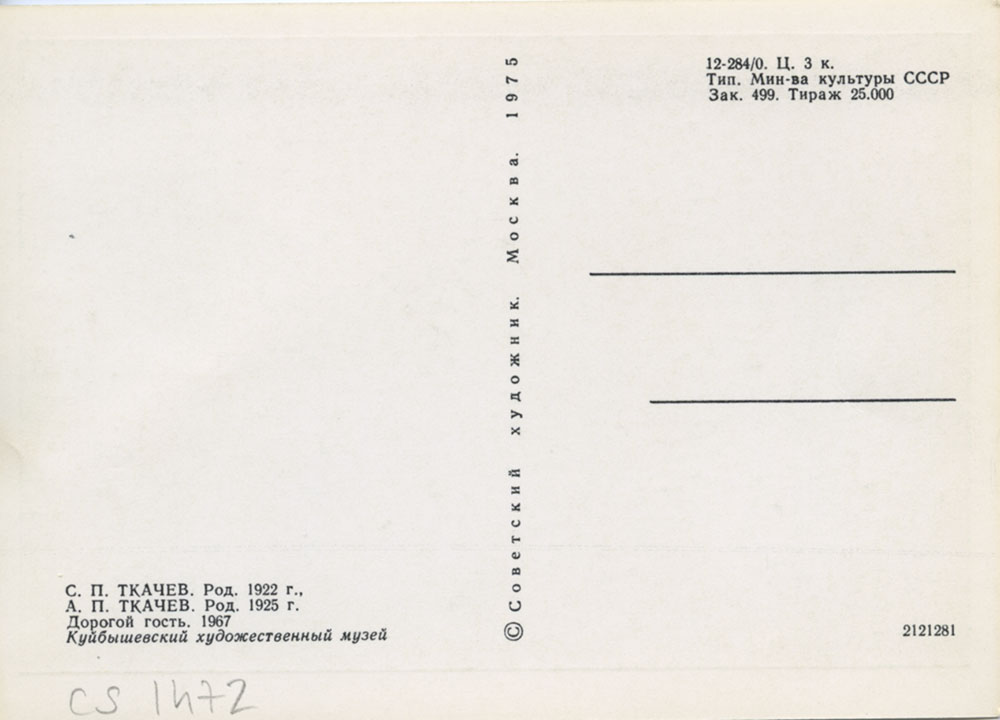 12-284/0. Ц. 3 к.
Тип. Мин-ва культуры СССР
Зак. 499. Тираж 25.000
© Советский художник. Москва. 1975
С. П. ТКАЧЕВ. Род. 1922 г.,
А. П. ТКАЧЕВ. Род. 1925 г.
Дорогой гость. 1967
Куйбышевский художественный музей
2121281
CS 1472